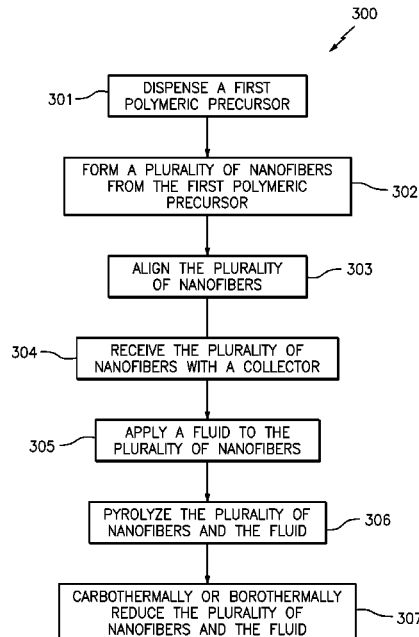 300
301
DISPENSE A FIRST
POLYMERIC PRECURSOR
FORM A PLURALITY OF NANOFIBERS
FROM THE FIRST POLYMERIC
PRECURSOR
302
ALIGN THE PLURALITY
OF NANOFIBERS
303
304
RECEIVE THE PLURALITY OF
NANOFIBERS WITH A COLLECTOR
305
APPLY A FLUID TO THE
PLURALITY OF NANOFIBERS
PYROLYZE THE PLURALITY OF
NANOFIBERS AND THE FLUID
306
CARBOTHERMALLY OR BOROTHERMALLY
REDUCE THE PLURALITY OF
NANOFIBERS AND THE FLUID
307